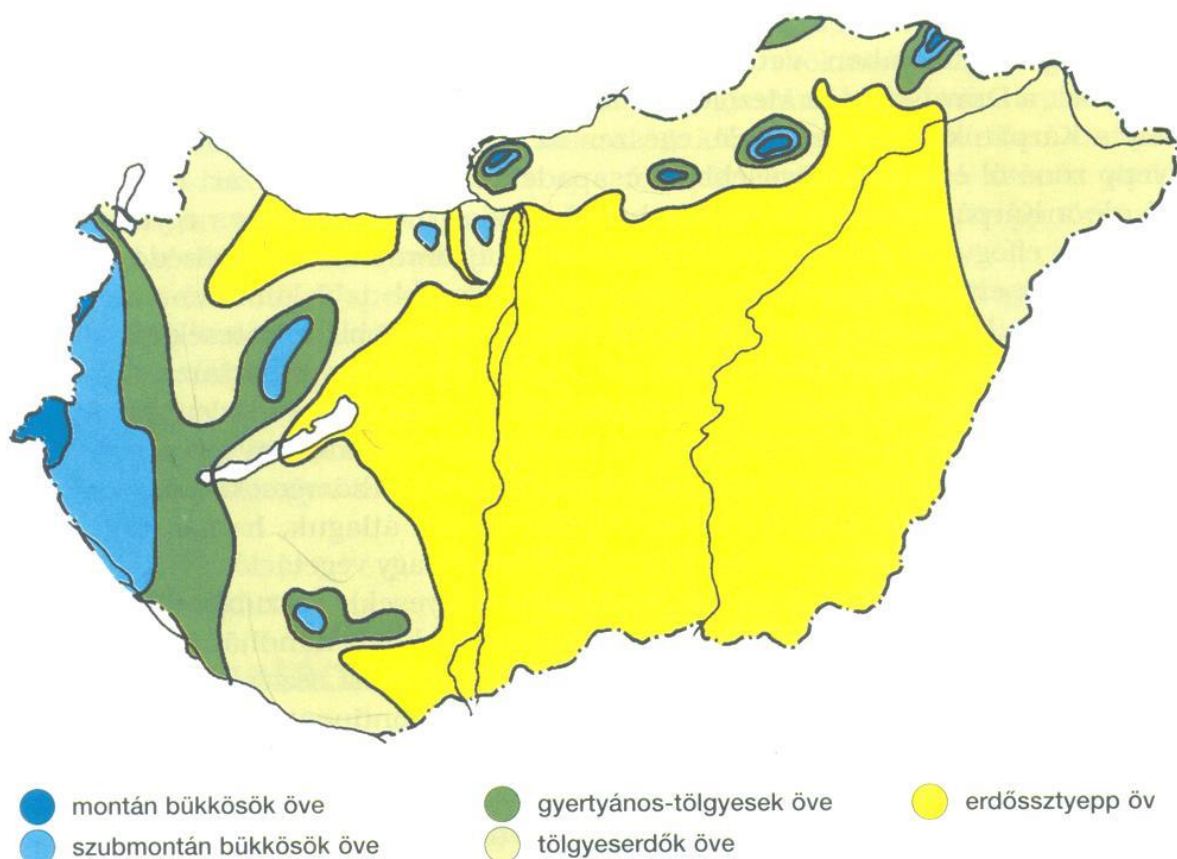 montán bükkösök öve
szubmontán bükkösök öve
gyertyános-tölgyesek öve
tölgyeserdők öve
erdőssztyepp öv